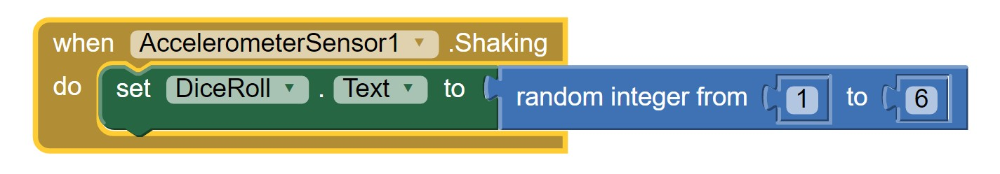 when AccelerometerSensor1 .Shaking
do set DiceRoll . Text to random integer from 1 to 6